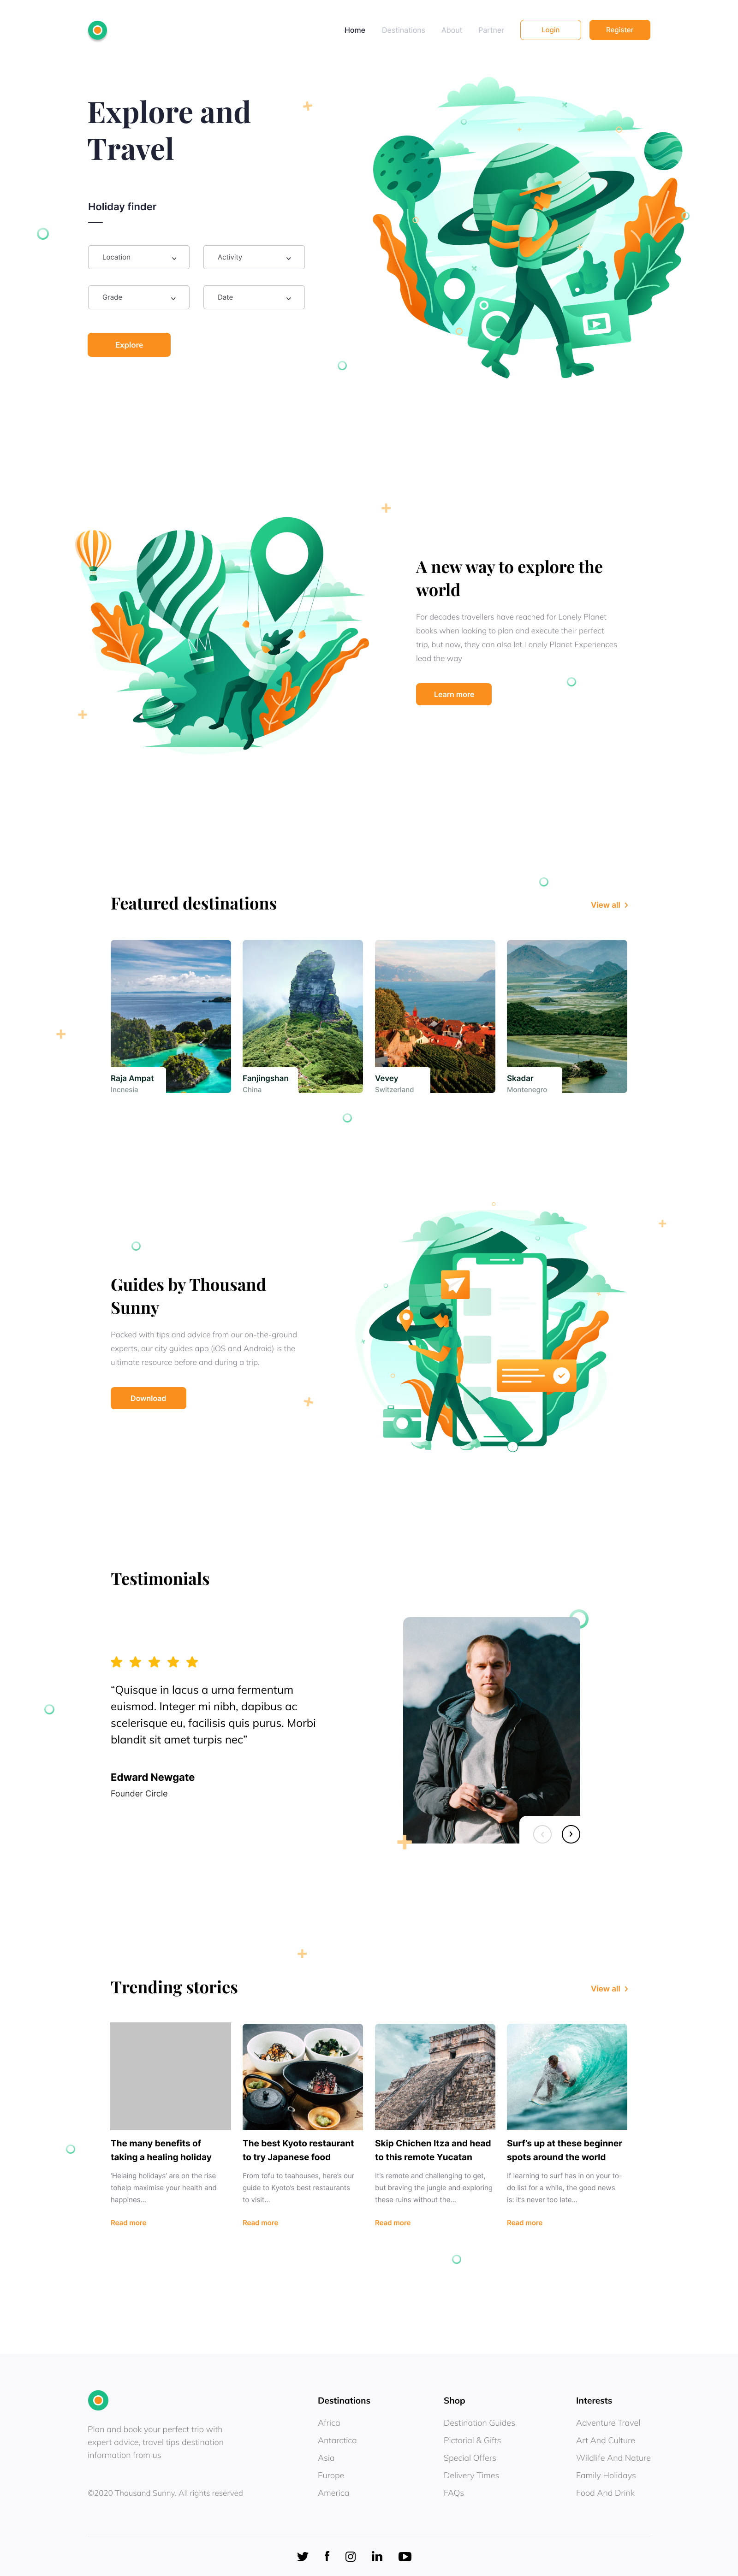 Home Destinations About Partner Login Register
Explore and
Travel
Holiday finder
Location Activity
Grade Date
Explore
A new way to explore the
world
For decades travellers have reached for Lonely Planet
books when looking to plan and execute their perfect
trip, but now, they can also let Lonely Planet Experiences
lead the way
Learn more
Featured destinations
View all
Raja Ampat
Incnesia
Fanjingshan
China
Vevey
Switzerland
Skadar
Montenegro
Guides by Thousand
Sunny
Packed with tips and advice from our on-the-ground
experts, our city guides app (iOS and Android) is the
ultimate resource before and during a trip.
Download
Testimonials
“Quisque in lacus a urna fermentum
euismod. Integer mi nibh, dapibus ac
scelerisque eu, facilisis quis purus. Morbi
blandit sit amet turpis nec”
Edward Newgate
Founder Circle
Trending stories
View all
The many benefits of
taking a healing holiday
‘Helaing holidays’ are on the rise
tohelp maximise your health and
happines...
Read more
The best Kyoto restaurant
to try Japanese food
From tofu to teahouses, here’s our
guide to Kyoto’s best restaurants
to visit...
Read more
Skip Chichen Itza and head
to this remote Yucatan
It’s remote and challenging to get,
but braving the jungle and exploring
these ruins without the...
Read more
Surf’s up at these beginner
spots around the world
If learning to surf has in on your to-
do list for a while, the good news
is: it’s never too late...
Read more
Plan and book your perfect trip with
expert advice, travel tips destination
information from us
©2020 Thousand Sunny. All rights reserved
Destinations
Africa
Antarctica
Asia
Europe
America
Shop
Destination Guides
Pictorial & Gifts
Special Offers
Delivery Times
FAQs
Interests
Adventure Travel
Art And Culture
Wildlife And Nature
Family Holidays
Food And Drink